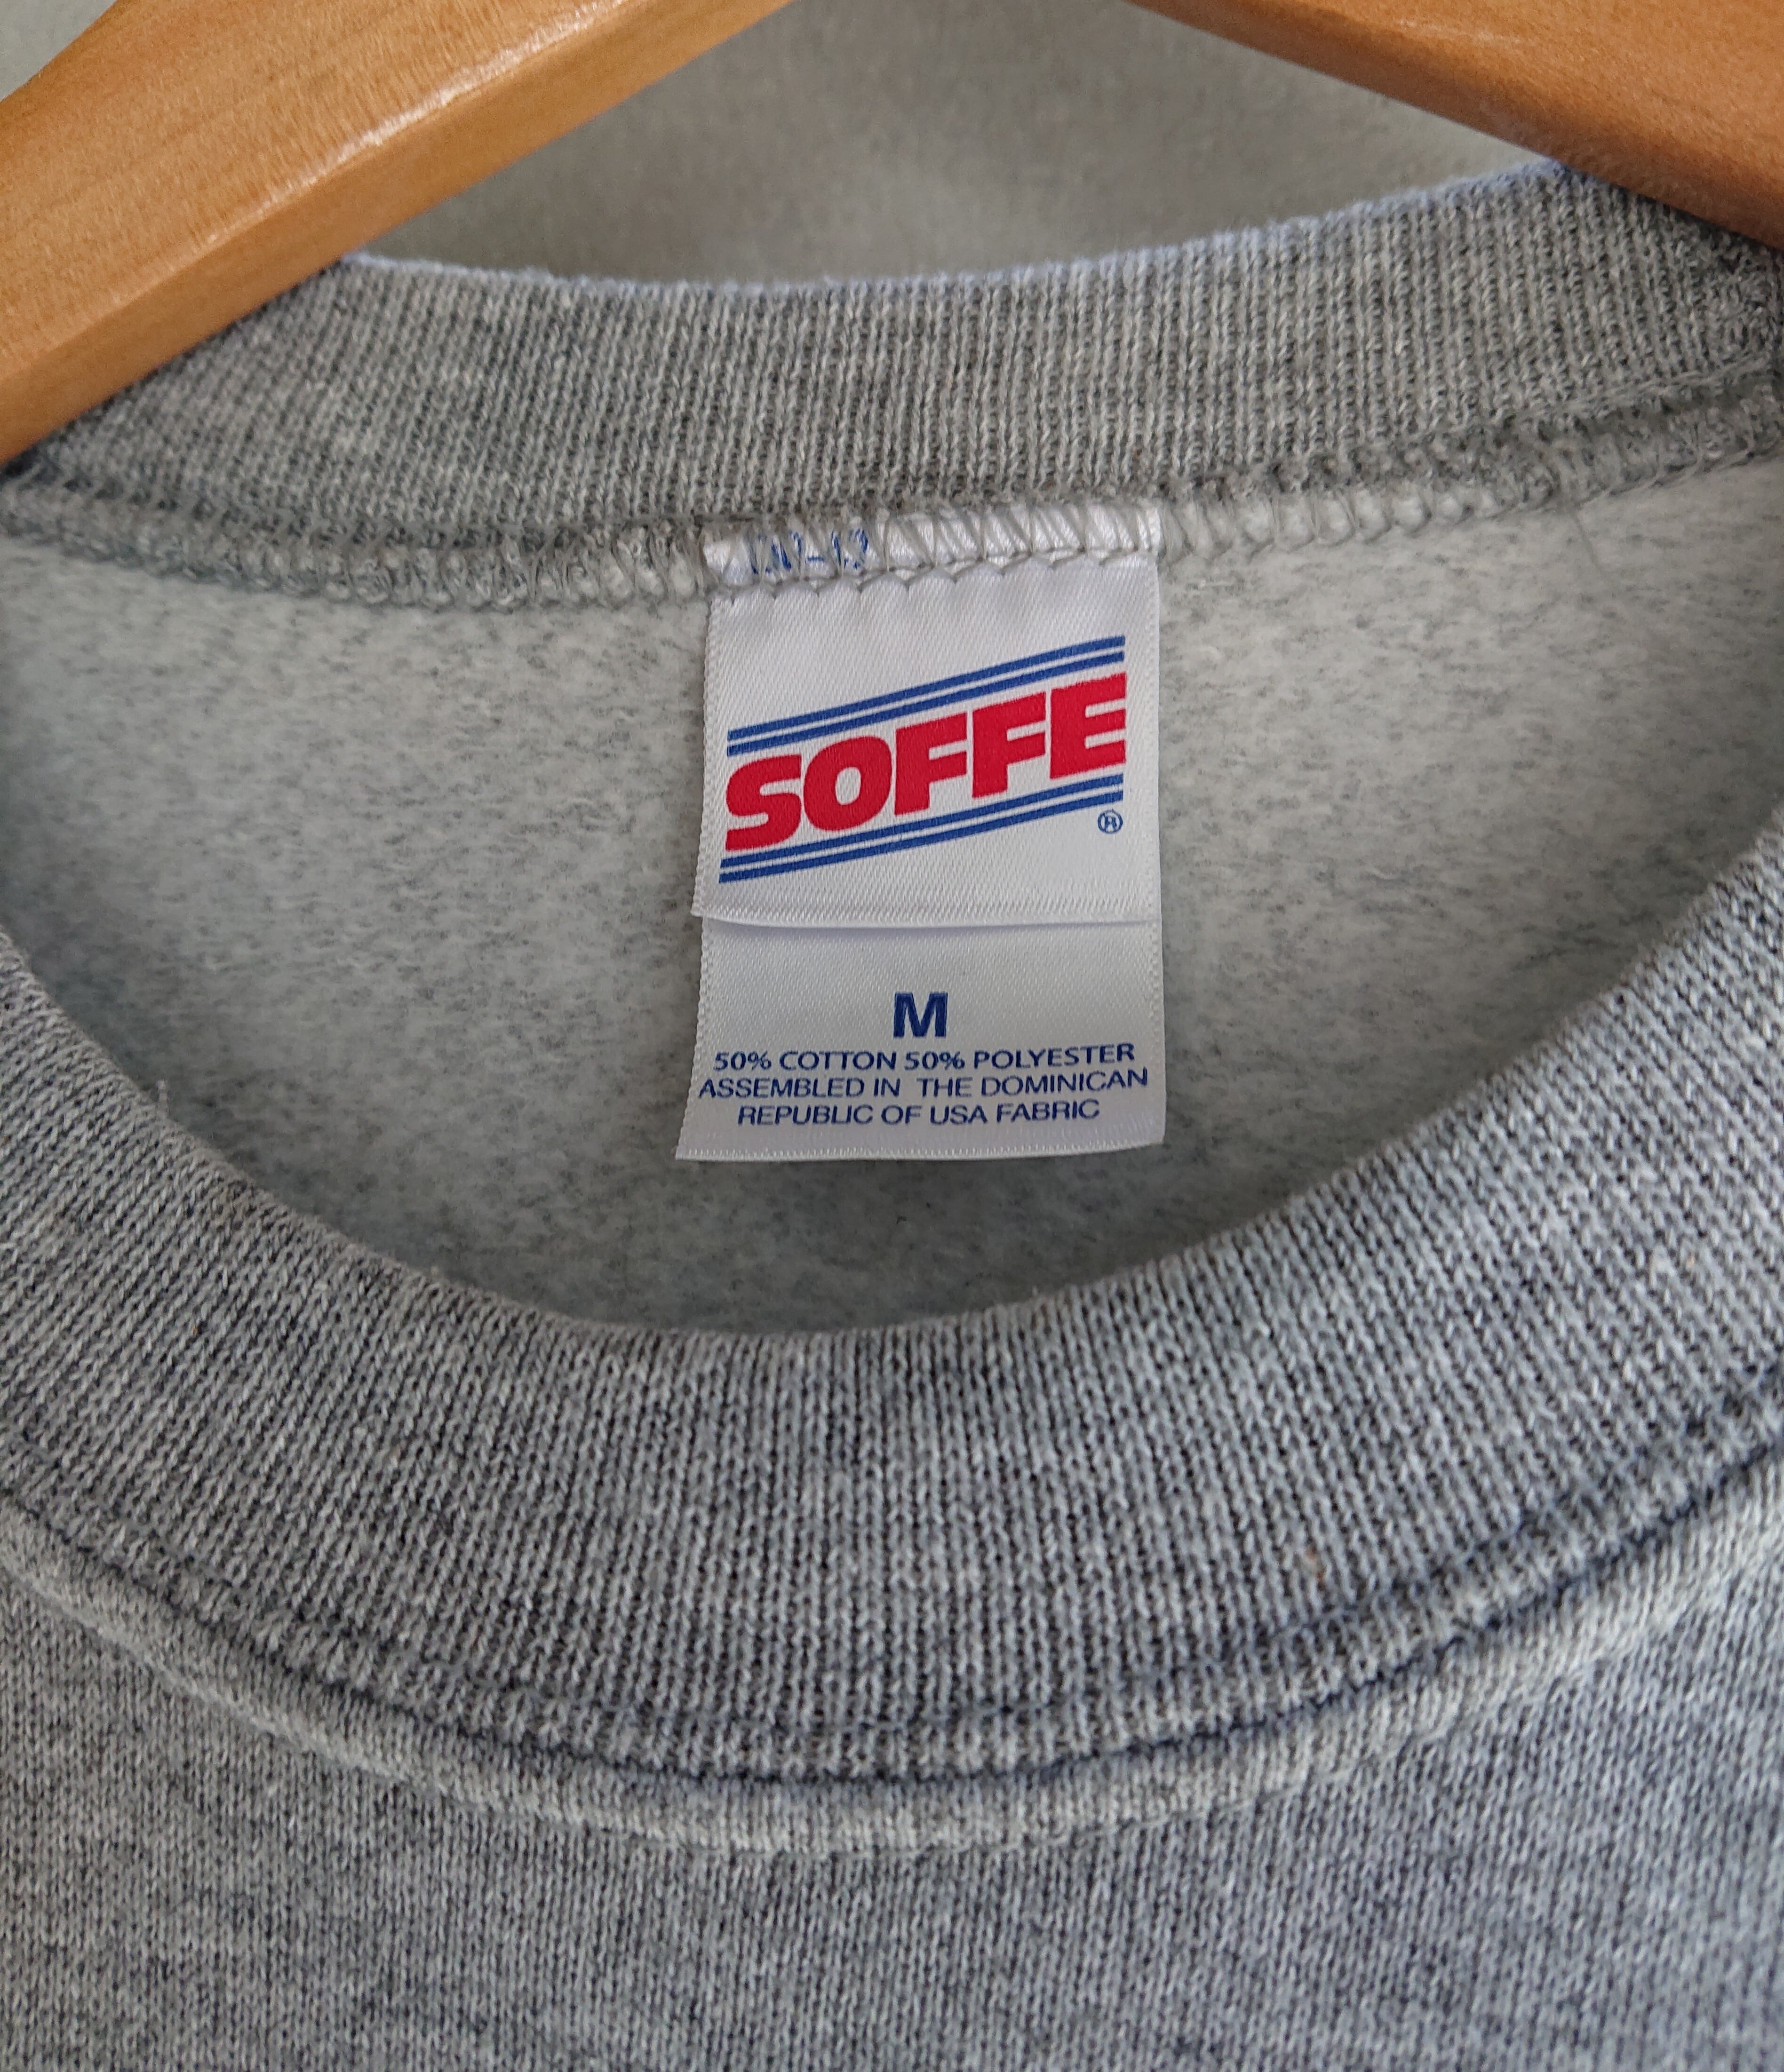 SOFFE
®
M
50% COTTON 50% POLYESTER
ASSEMBLED IN THE DOMINICAN
REPUBLIC OF USA FABRIC